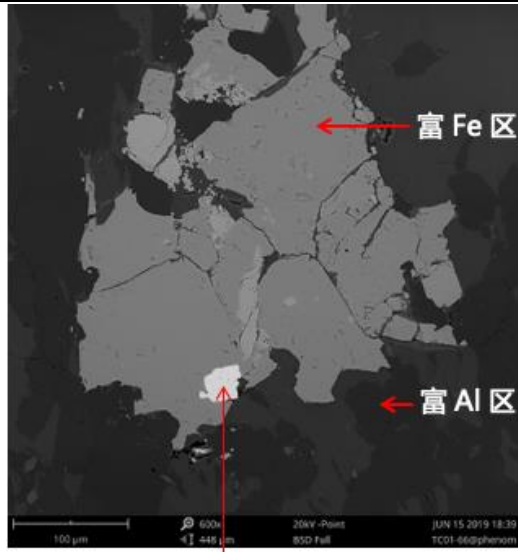 富 Fe 区
富 Al 区
600x 20kV -Point JUN 15 2019 18:39
100 μm 448 μm BSD Full TC01-66@phenom